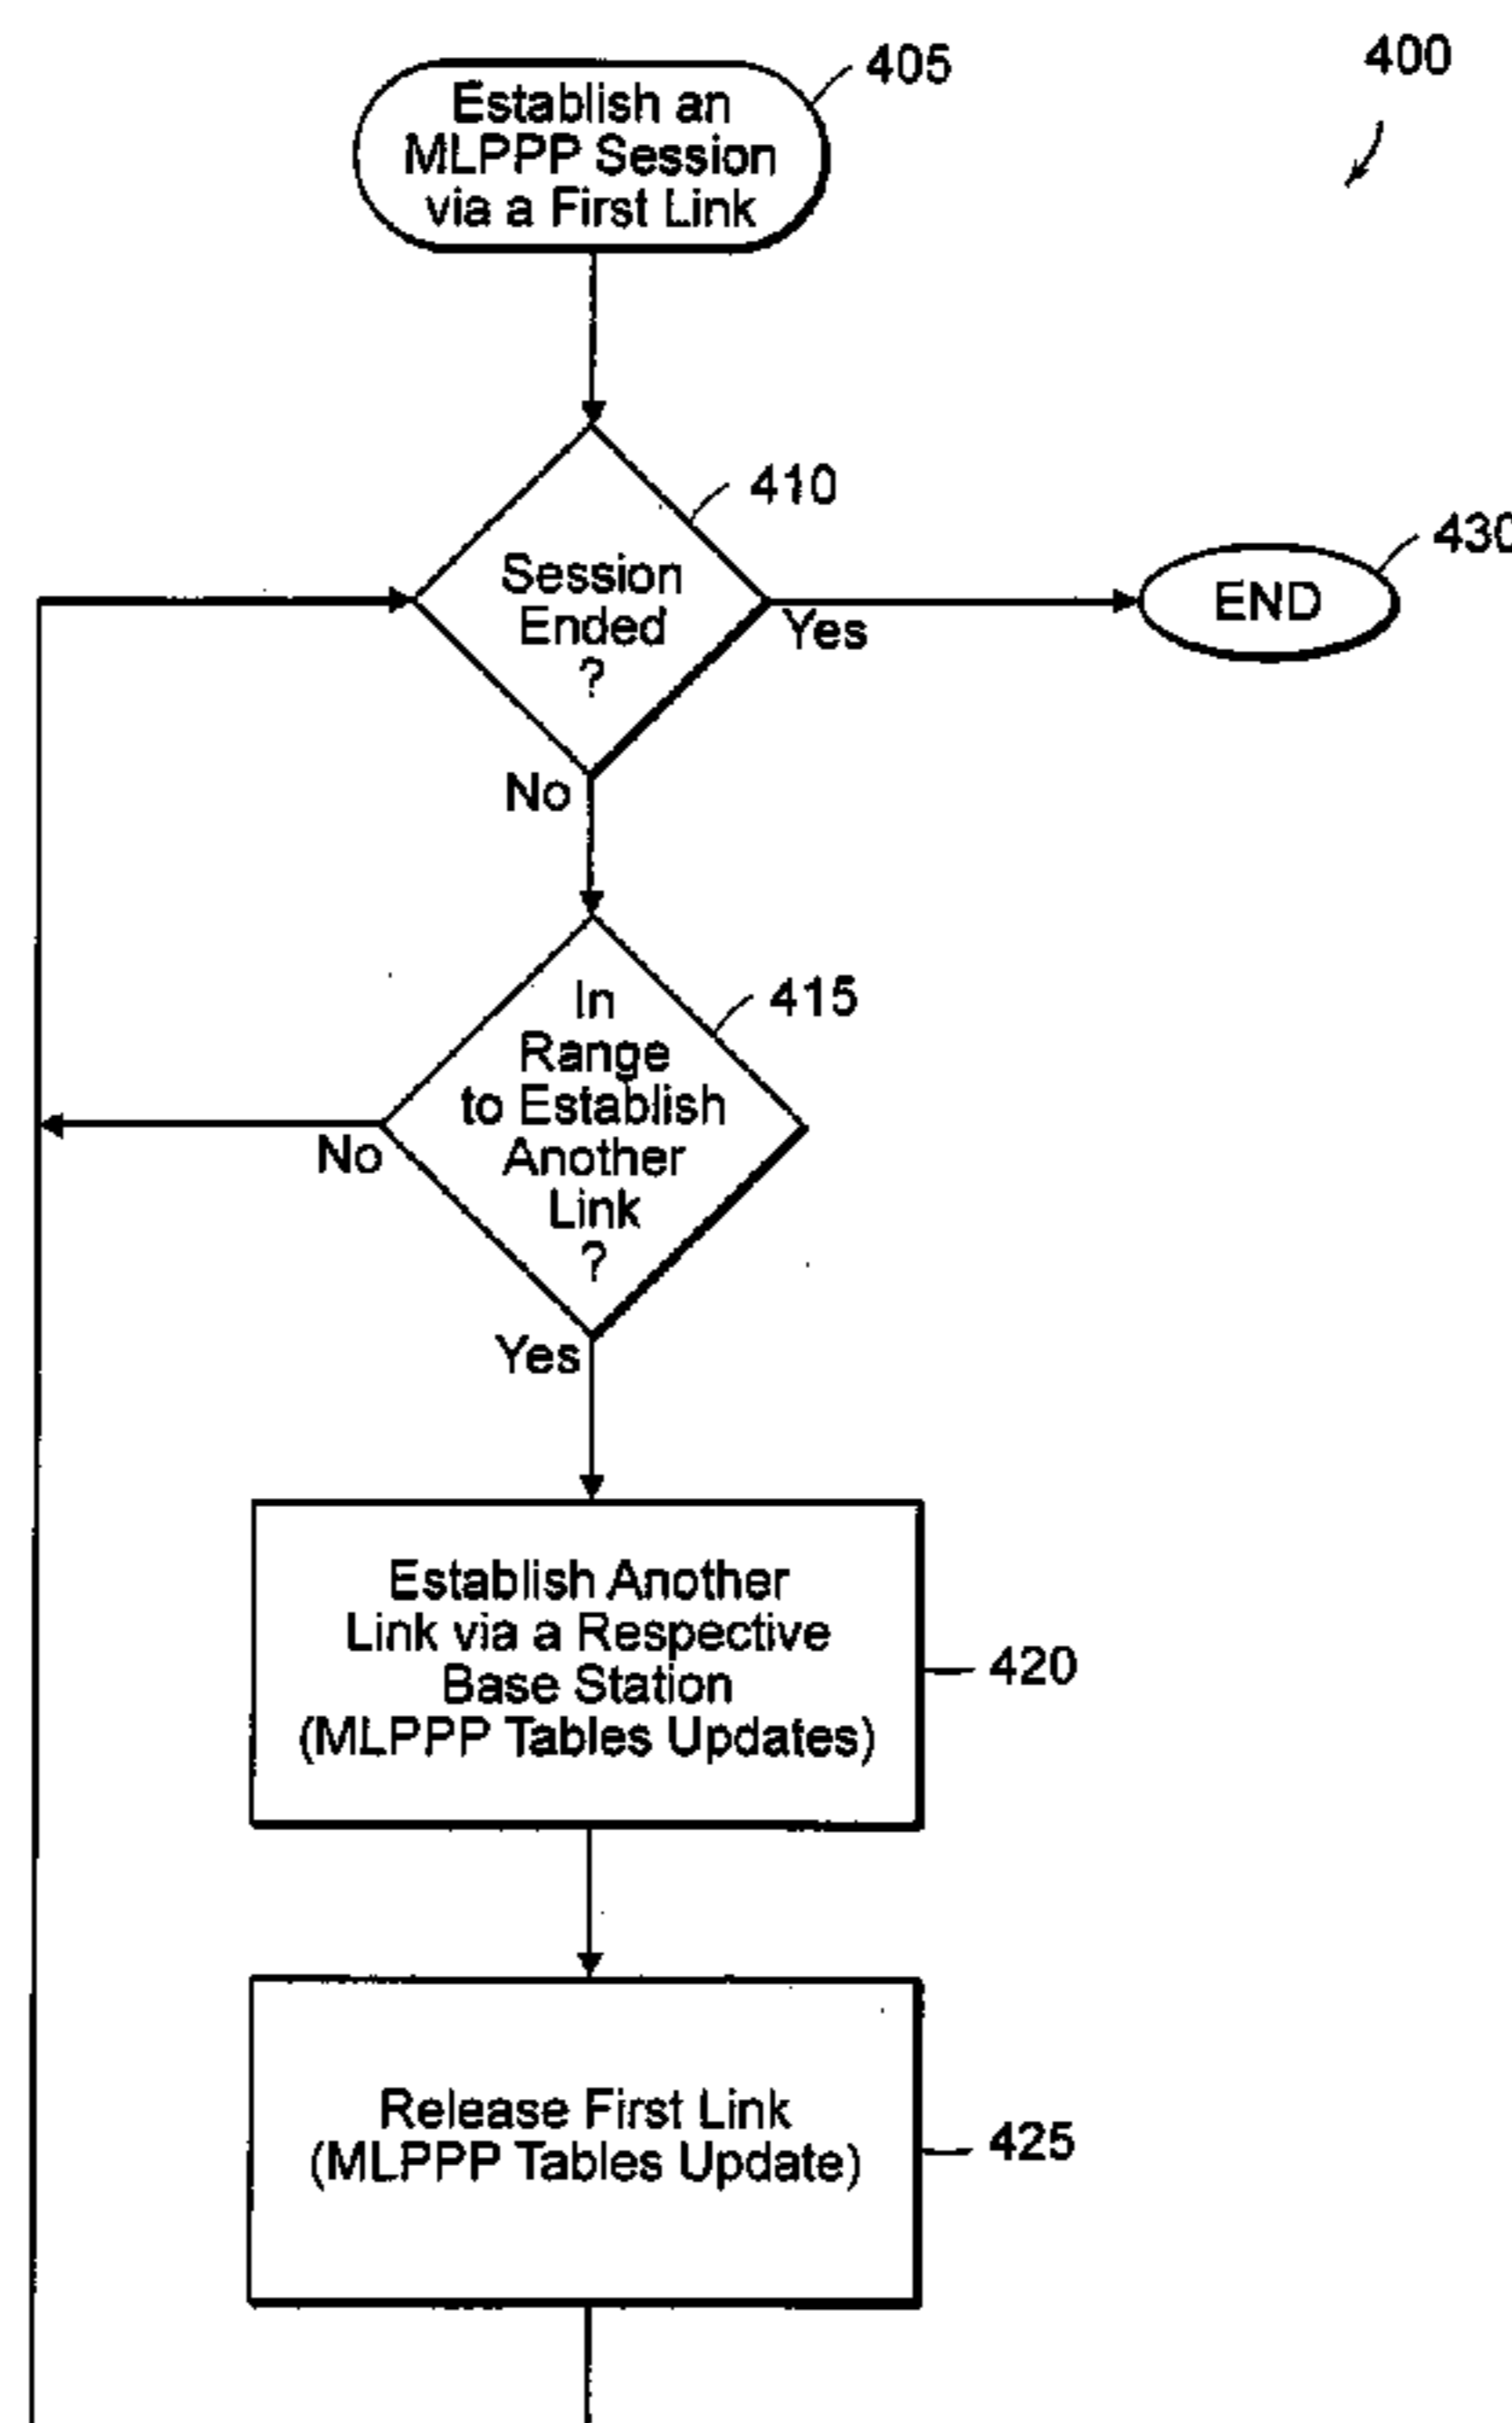 400
405
Establish an
MLPPP Session
via a First Link
410
Session
Ended
?
Yes
430
END
No
415
In
Range
to Establish
Another
Link
?
No
Yes
Establish Another
Link via a Respective
Base Station
(MLPPP Tables Updates)
420
Release First Link
(MLPPP Tables Update)
425